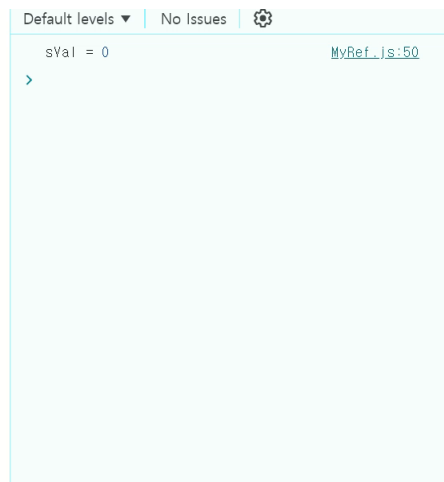 Default levels ▼ No Issues
sVal = 0 MyRef.js:50
>